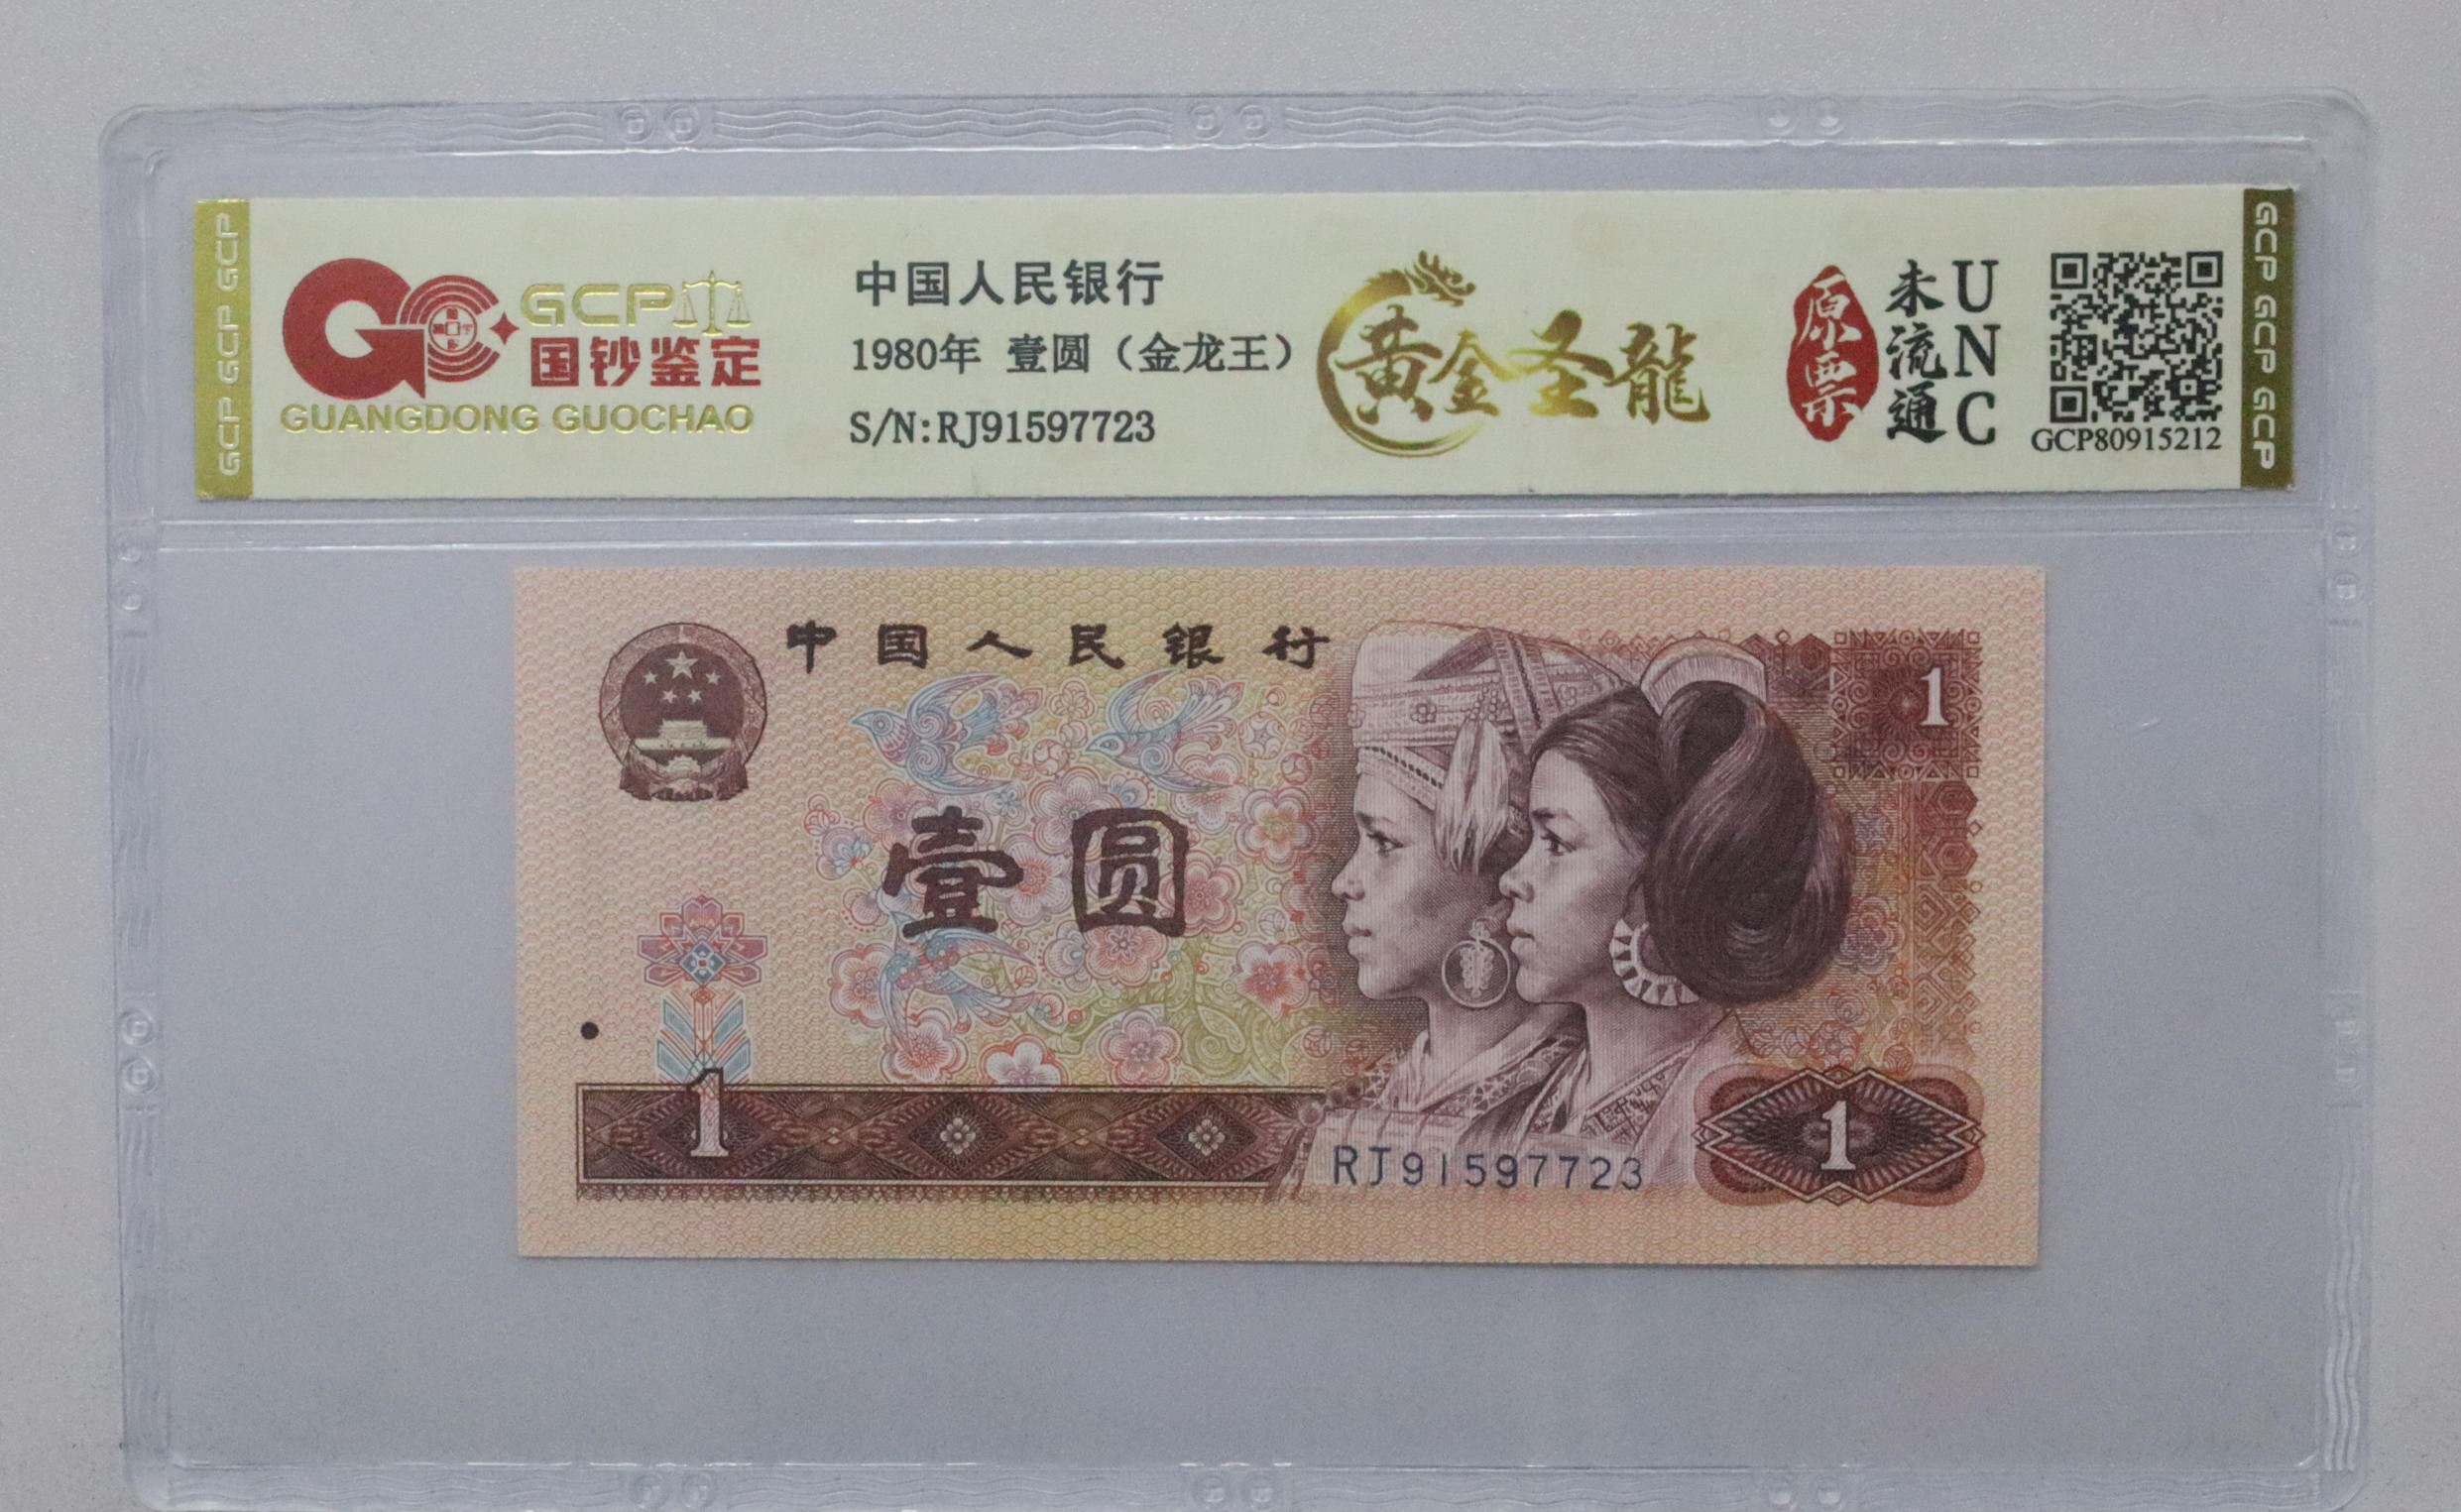 GCP GCP GCP
GCP
国钞鉴定
GUANGDONG GUOCHAO
中国人民银行
1980年 壹圆（金龙王）
S/N:RJ91597723
黄金圣龍
原票
未流通
UNC
GCP80915212
GCP GCP GCP
中国人民银行
1
壹圆
1
RJ91597723
1